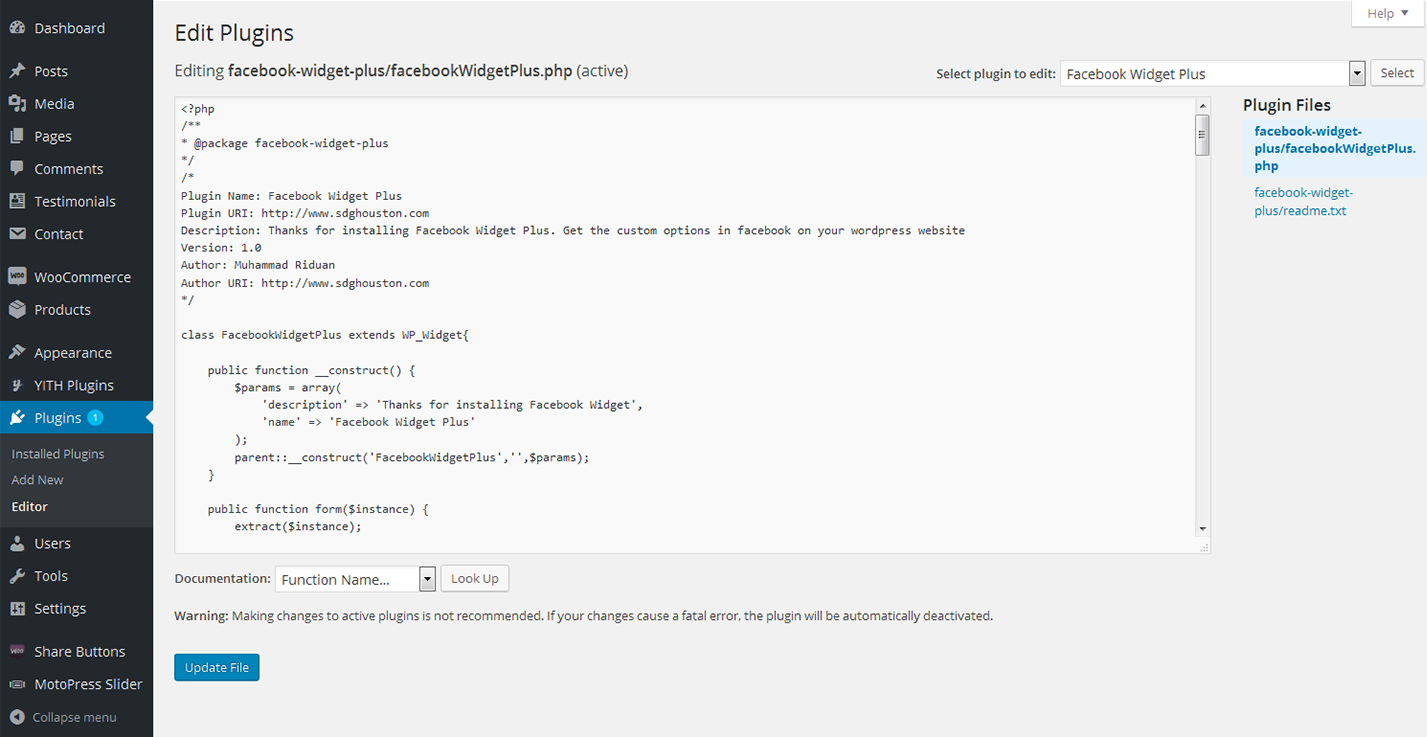 Dashboard
Posts
Media
Pages
Comments
Testimonials
Contact
WOO WooCommerce
Products
Appearance
YITH Plugins
Plugins 1
Installed Plugins
Add New
Editor
Users
Tools
Settings
WOO Share Buttons
MotoPress Slider
Collapse menu
Help
Edit Plugins
Editing facebook-widget-plus/facebookWidgetPlus.php (active)
Select plugin to edit: Facebook Widget Plus Select
<?php
/**
* @package facebook-widget-plus
*/
/*
Plugin Name: Facebook Widget Plus
Plugin URI: http://www.sdghouston.com
Description: Thanks for installing Facebook Widget Plus. Get the custom options in facebook on your wordpress website
Version: 1.0
Author: Muhammad Riduan
Author URI: http://www.sdghouston.com
*/
class FacebookWidgetPlus extends WP_Widget{
public function __construct() {
$params = array(
'description' => 'Thanks for installing Facebook Widget',
'name' => 'Facebook Widget Plus'
);
parent::__construct('FacebookWidgetPlus','',$params);
}
public function form($instance) {
extract($instance);
Plugin Files
facebook-widget-
plus/facebookWidgetPlus.
php
facebook-widget-
plus/readme.txt
Documentation: Function Name... Look Up
Warning: Making changes to active plugins is not recommended. If your changes cause a fatal error, the plugin will be automatically deactivated.
Update File